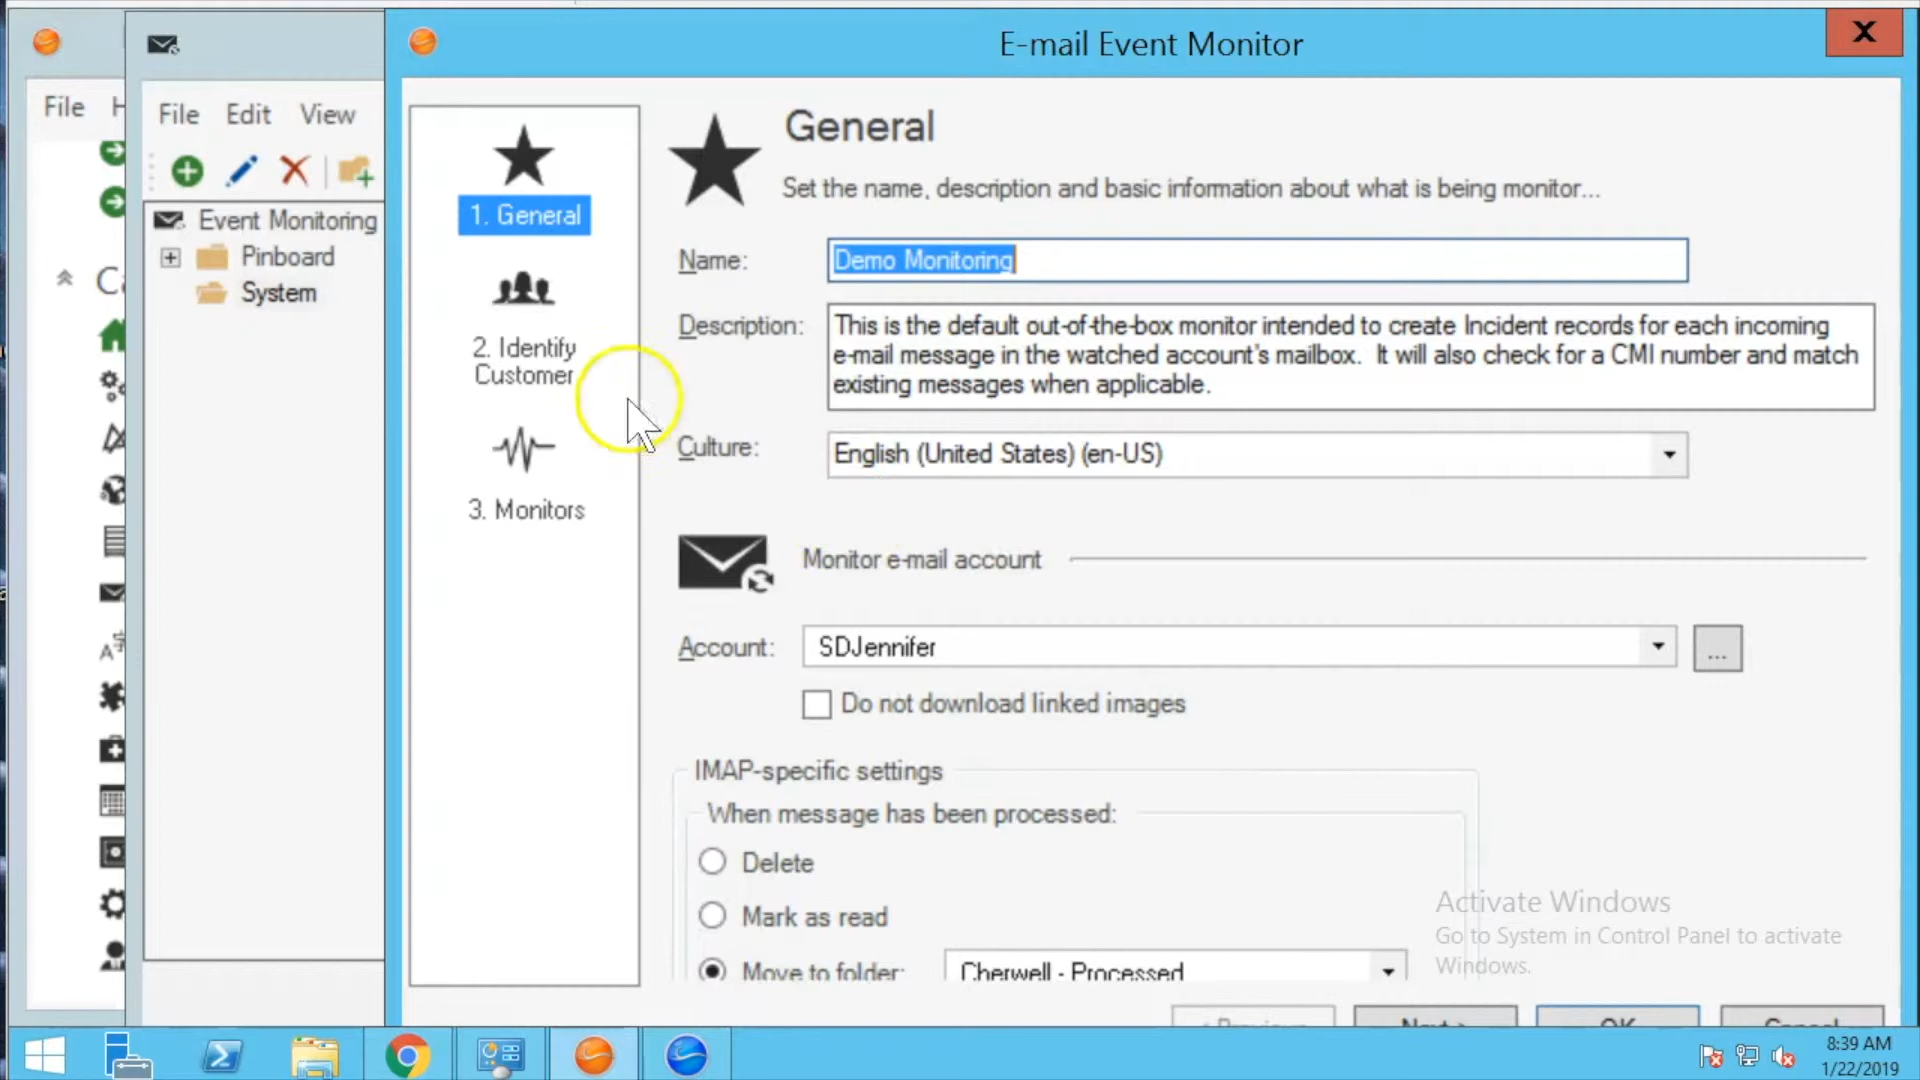 E-mail Event Monitor
File
File Edit View
Event Monitoring
Pinboard
System
1. General
2. Identify
Customer
3. Monitors
General
Set the name, description and basic information about what is being monitor...
Name: Demo Monitoring
Description: This is the default out-of-the-box monitor intended to create Incident records for each incoming
e-mail message in the watched account's mailbox. It will also check for a CMI number and match
existing messages when applicable.
Culture: English (United States) (en-US)
Monitor e-mail account
Account: SDJennifer ...
Do not download linked images
IMAP-specific settings
When message has been processed:
Delete
Mark as read
Move to folder: Cherwell - Processed
Activate Windows
Go to System in Control Panel to activate
Windows.
< Previous Next > OK Cancel
8:39 AM
1/22/2019